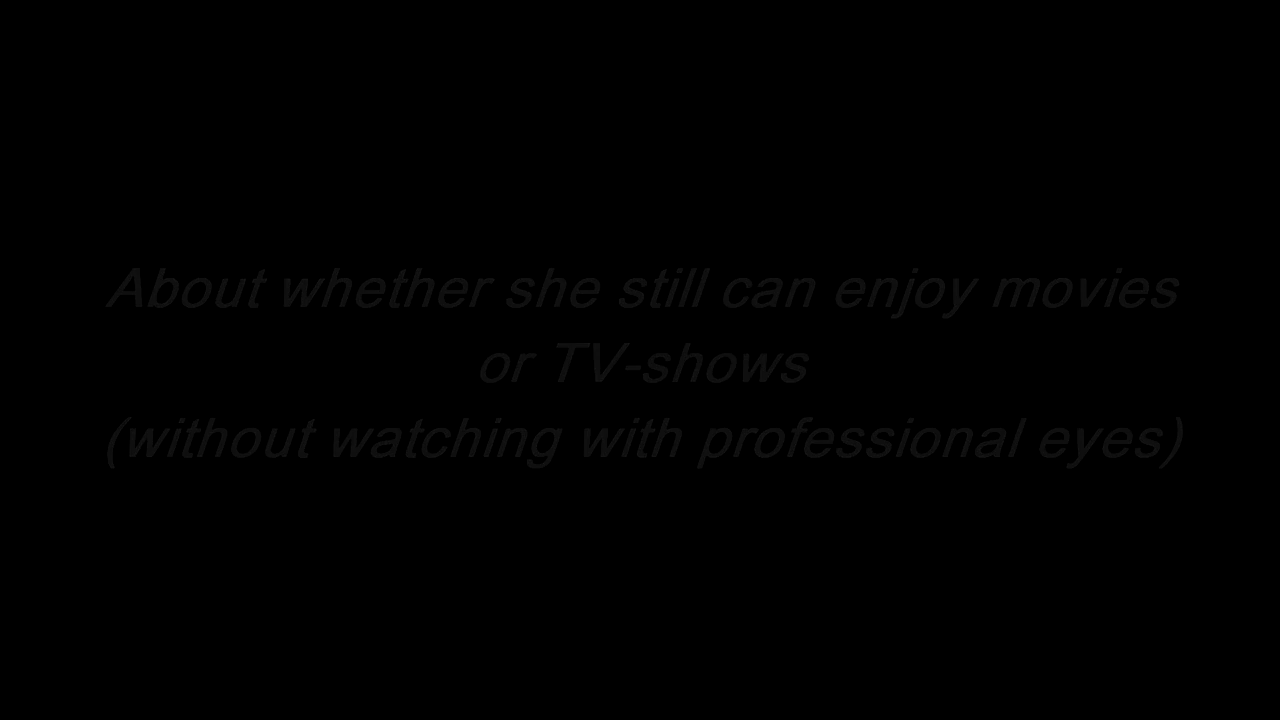 About whether she still can enjoy movies
or TV-shows
(without watching with professional eyes)